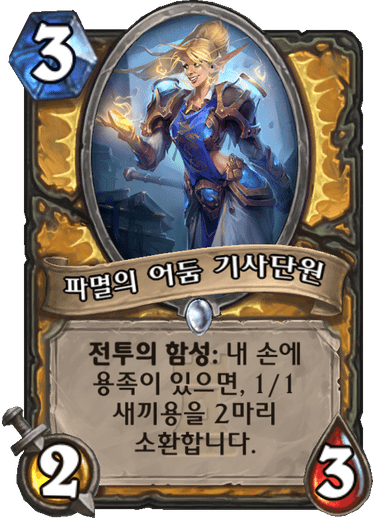 3
파멸의 어둠 기사단원
전투의 함성: 내 손에
용족이 있으면, 1/1
새끼용을 2마리
소환합니다.
2
3